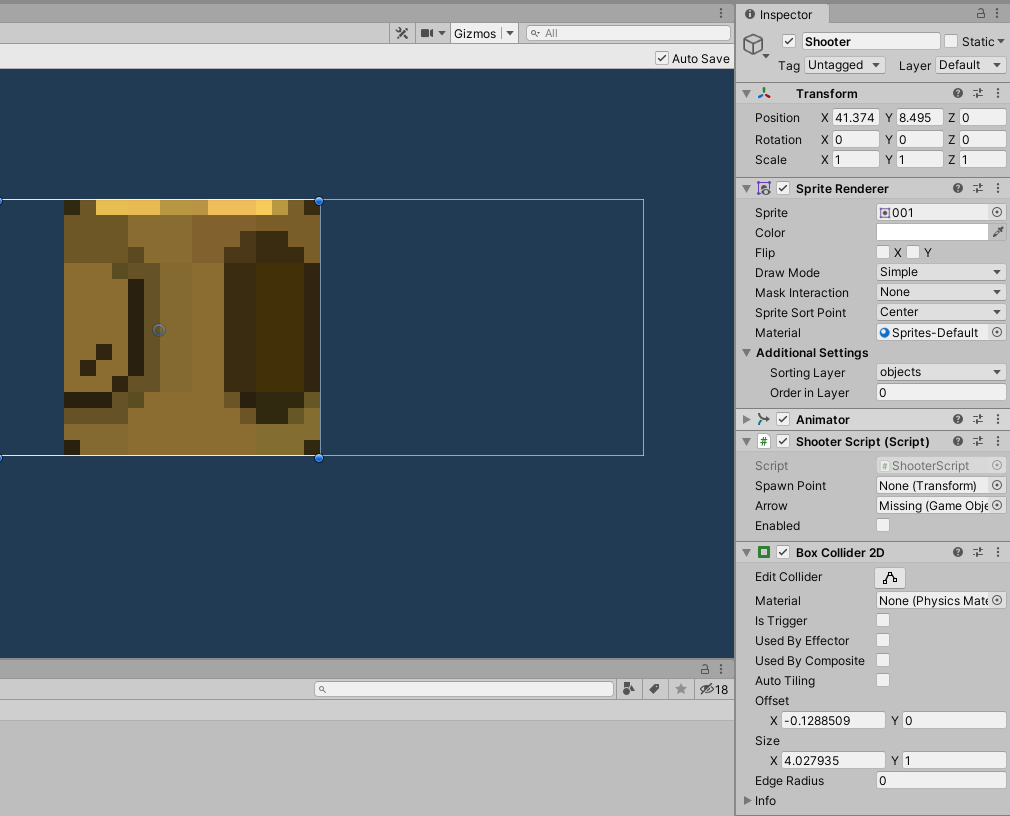 Inspector
Gizmos
All
Auto Save
Shooter
Static
Tag Untagged Layer Default
Transform
Position X 41.374 Y 8.495 Z 0
Rotation X 0 Y 0 Z 0
Scale X 1 Y 1 Z 1
Sprite Renderer
Sprite 001
Color
Flip X Y
Draw Mode Simple
Mask Interaction None
Sprite Sort Point Center
Material Sprites-Default
Additional Settings
Sorting Layer objects
Order in Layer 0
Animator
# Shooter Script (Script)
Script # ShooterScript
Spawn Point None (Transform)
Arrow Missing (Game Obje
Enabled
Box Collider 2D
Edit Collider
Material None (Physics Mate
Is Trigger
Used By Effector
Used By Composite
Auto Tiling
Offset
X -0.1288509 Y 0
Size
X 4.027935 Y 1
Edge Radius 0
Info
18